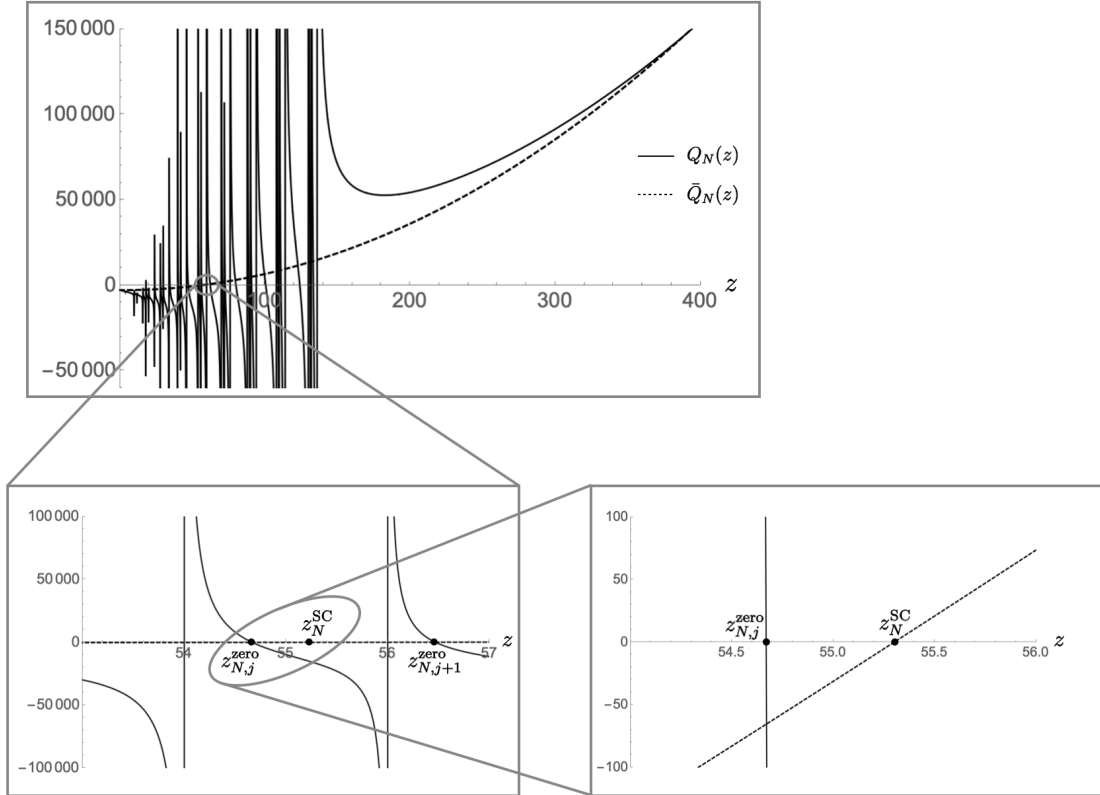 150 000
100 000
50 000
0
−50 000
100
200
300
400
z
Q_N(z)
Q̄_N(z)
100 000
50 000
0
−50 000
−100 000
54
55
56
57
z
z_{N,j}^{zero}
z_N^{SC}
z_{N,j+1}^{zero}
100
50
0
−50
−100
54.5
55.0
55.5
56.0
z
z_{N,j}^{zero}
z_N^{SC}